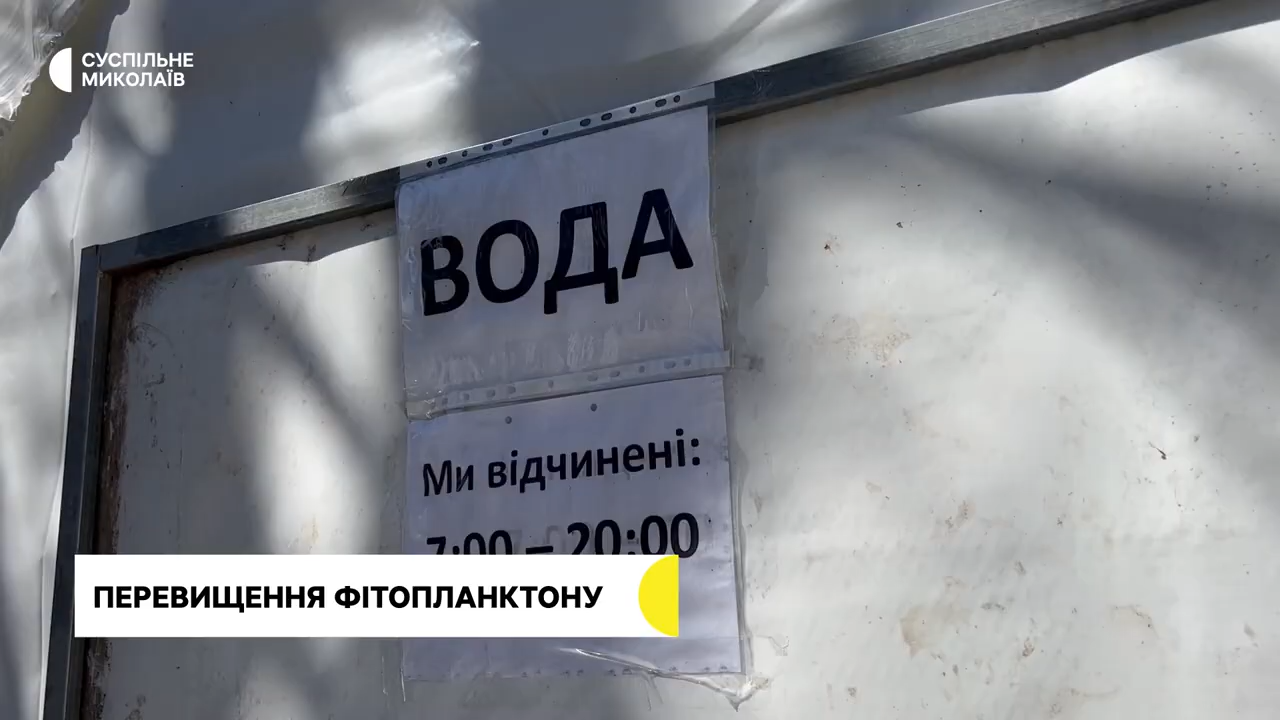 СУСПІЛЬНЕ
МИКОЛАЇВ
ВОДА
Ми відчинені:
7:00 – 20:00
ПЕРЕВИЩЕННЯ ФІТОПЛАНКТОНУ